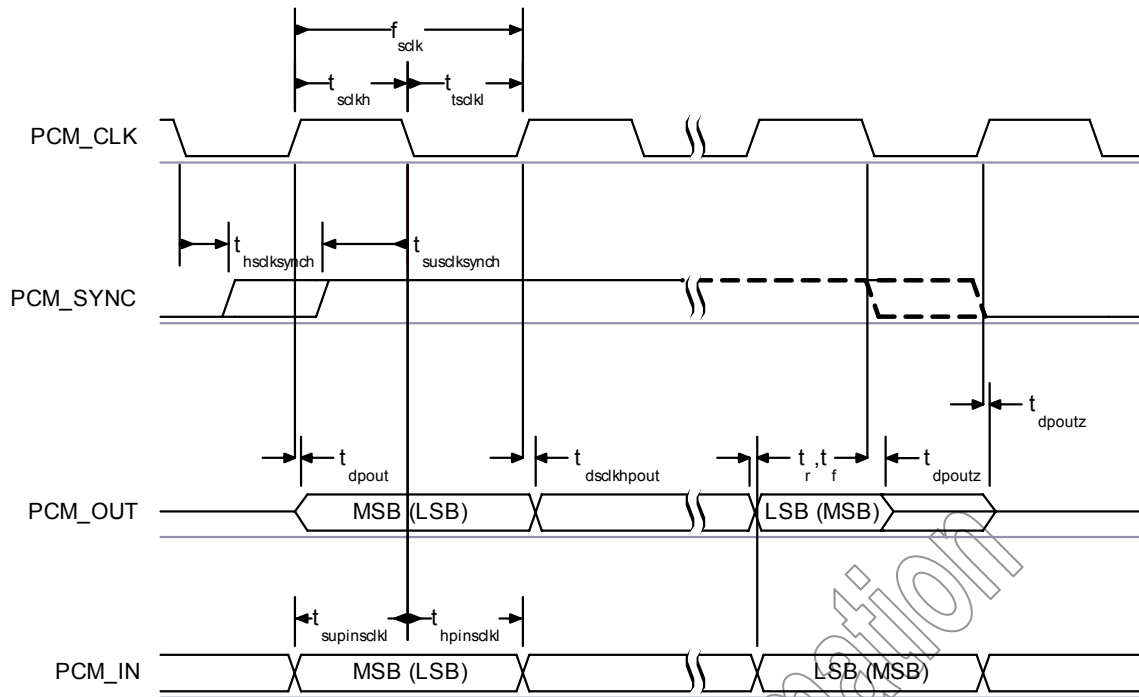 f sclk
t sclkh
tsclkl
PCM_CLK
t hsclksynch
t susclksynch
PCM_SYNC
t dpoutz
t dpout
t dsclkhpout
t r ,t f
t dpoutz
PCM_OUT
MSB (LSB)
LSB (MSB)
t supinsclkl
t hpinsclkl
PCM_IN
MSB (LSB)
LSB (MSB)